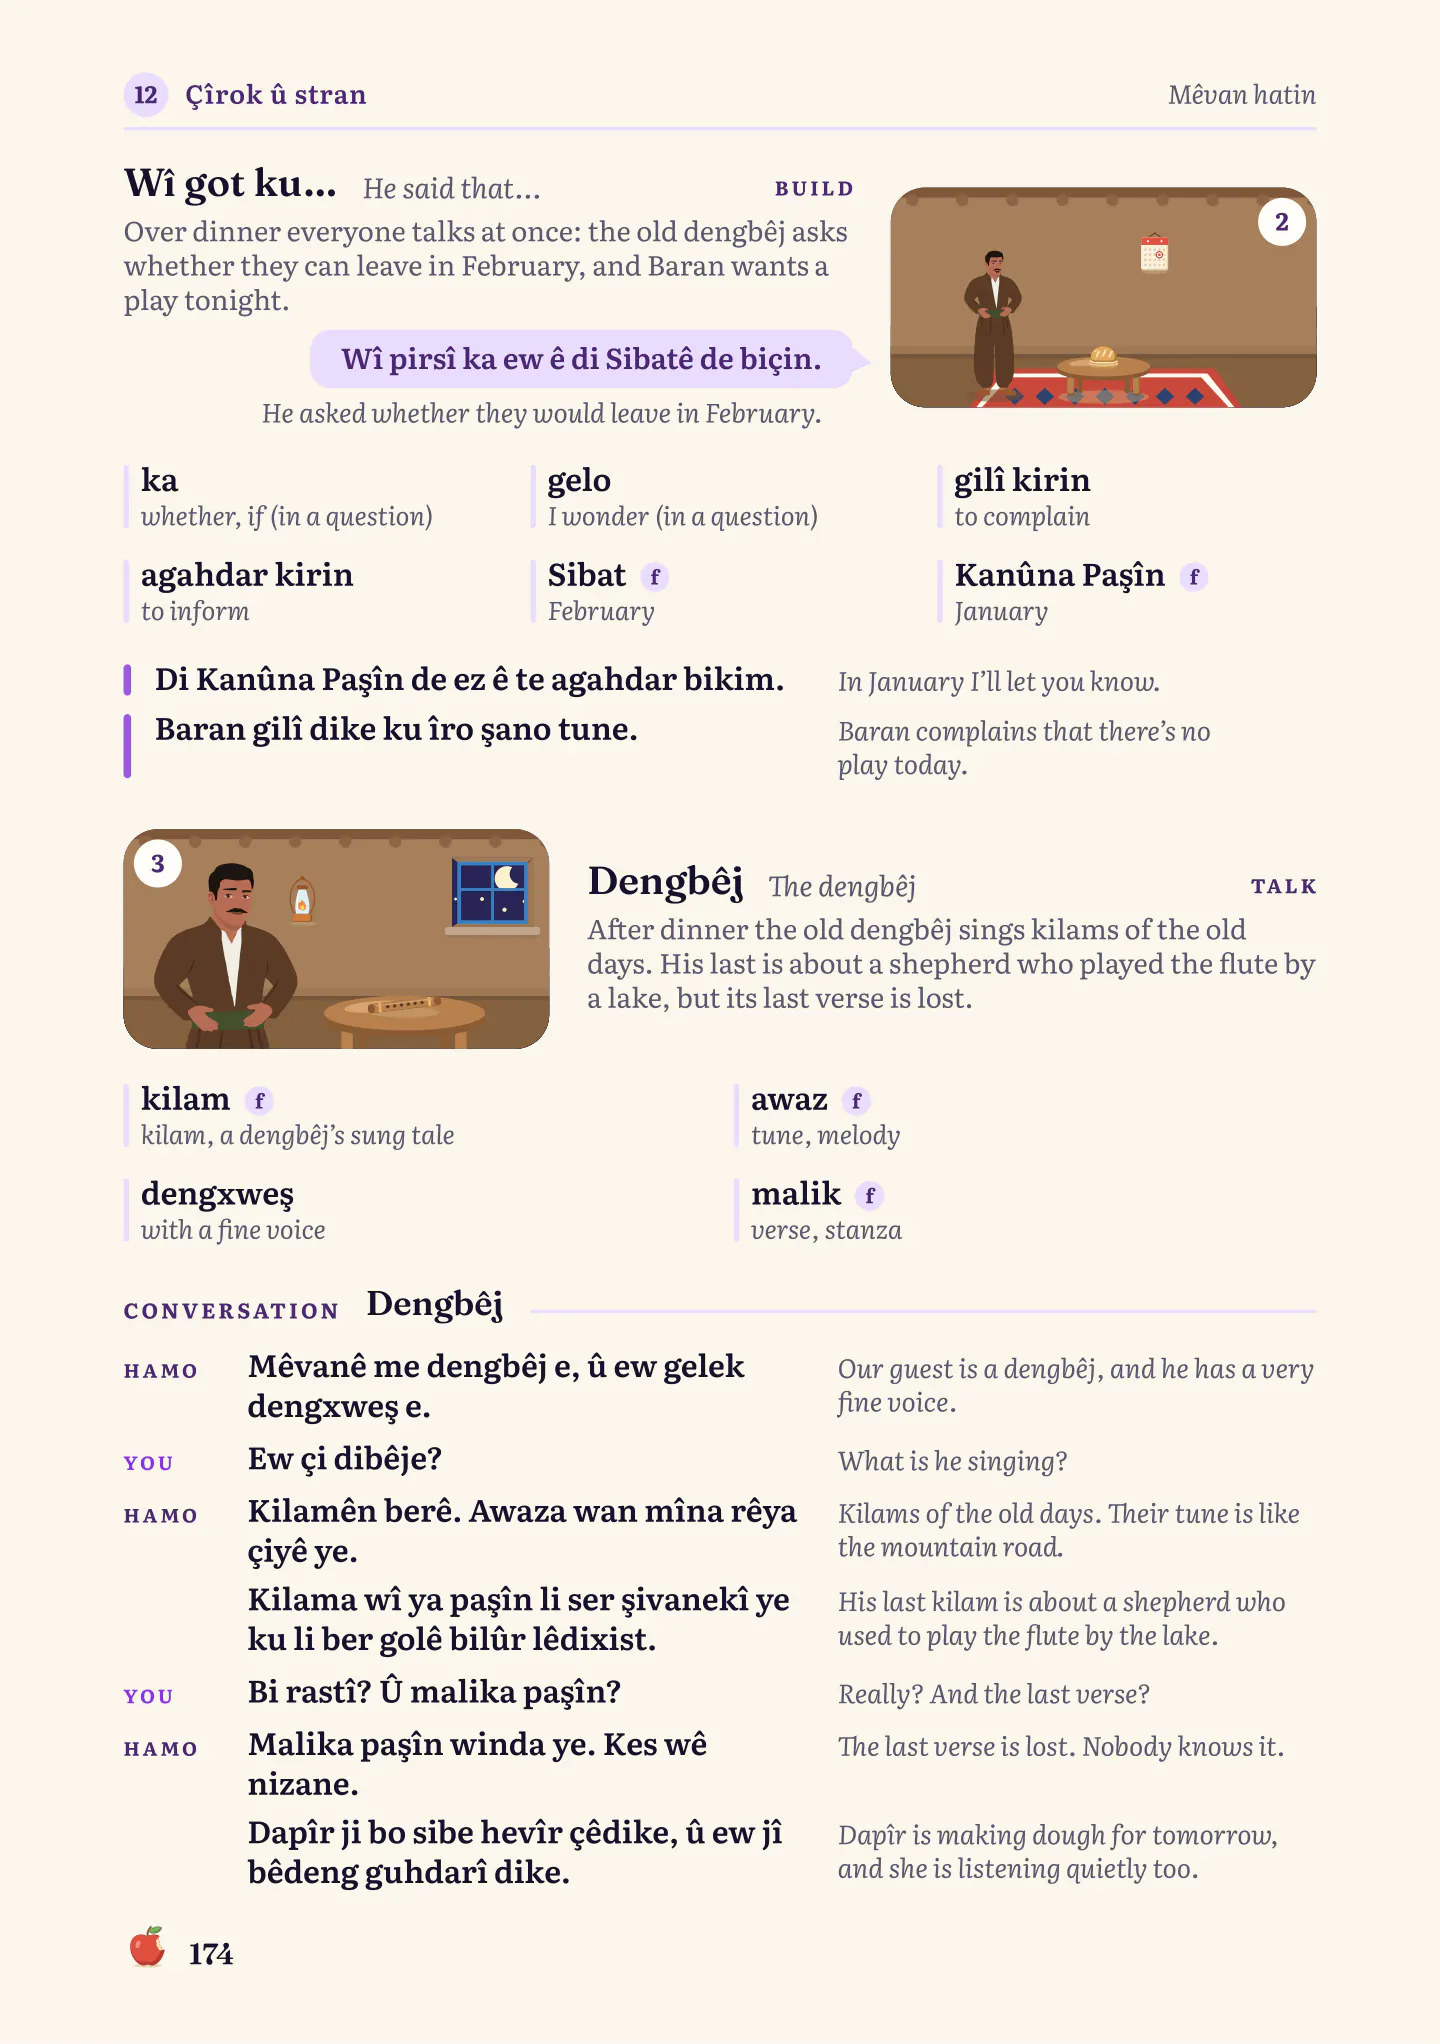 12 Çîrok û stran
Mêvan hatin
Wî got ku... He said that... BUILD
Over dinner everyone talks at once: the old dengbêj asks
whether they can leave in February, and Baran wants a
play tonight.
2
Wî pirsî ka ew ê di Sibatê de biçin.
He asked whether they would leave in February.
ka
whether, if (in a question)
gelo
I wonder (in a question)
gilî kirin
to complain
agahdar kirin
to inform
Sibat f
February
Kanûna Paşîn f
January
Di Kanûna Paşîn de ez ê te agahdar bikim.
In January I’ll let you know.
Baran gilî dike ku îro şano tune.
Baran complains that there’s no
play today.
3
Dengbêj The dengbêj TALK
After dinner the old dengbêj sings kilams of the old
days. His last is about a shepherd who played the flute by
a lake, but its last verse is lost.
kilam f
kilam, a dengbêj’s sung tale
awaz f
tune, melody
dengxweş
with a fine voice
malik f
verse, stanza
CONVERSATION Dengbêj
HAMO
Mêvanê me dengbêj e, û ew gelek
dengxweş e.
Our guest is a dengbêj, and he has a very
fine voice.
YOU
Ew çi dibêje?
What is he singing?
HAMO
Kilamên berê. Awaza wan mîna rêya
çiyê ye.
Kilams of the old days. Their tune is like
the mountain road.
Kilama wî ya paşîn li ser şivanekî ye
ku li ber golê bilûr lêdixist.
His last kilam is about a shepherd who
used to play the flute by the lake.
YOU
Bi rastî? Û malika paşîn?
Really? And the last verse?
HAMO
Malika paşîn winda ye. Kes wê
nizane.
The last verse is lost. Nobody knows it.
Dapîr ji bo sibe hevîr çêdike, û ew jî
bêdeng guhdarî dike.
Dapîr is making dough for tomorrow,
and she is listening quietly too.
174